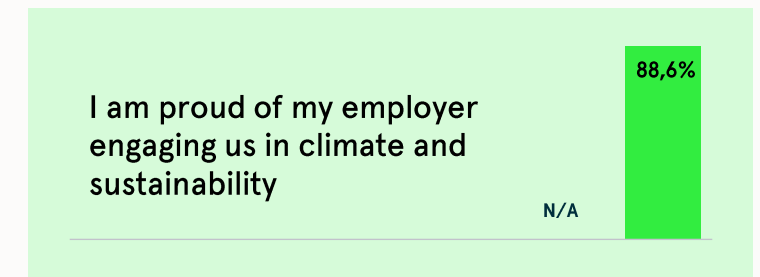 88,6%
I am proud of my employer
engaging us in climate and
sustainability
N/A